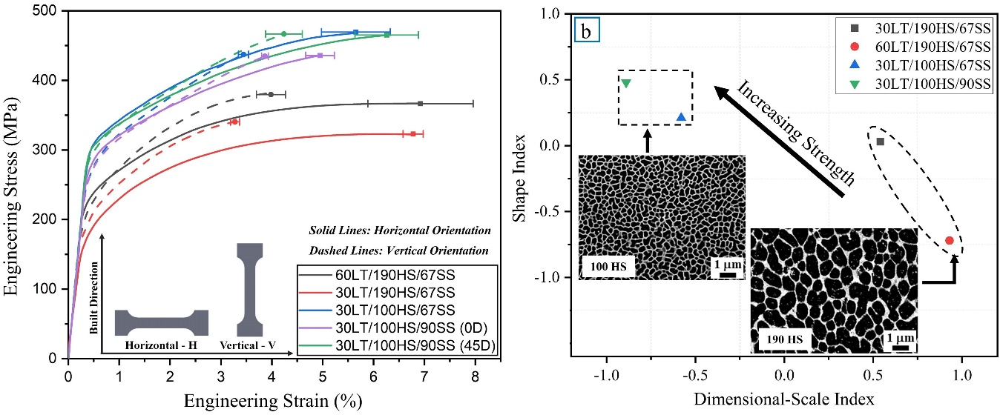 500
400
300
200
100
0
0
1
2
3
4
5
6
7
8
Engineering Stress (MPa)
Engineering Strain (%)
Solid Lines: Horizontal Orientation
Dashed Lines: Vertical Orientation
60LT/190HS/67SS
30LT/190HS/67SS
30LT/100HS/67SS
30LT/100HS/90SS (0D)
30LT/100HS/90SS (45D)
Built Direction
Horizontal - H
Vertical - V
b
1.0
0.5
0.0
-0.5
-1.0
-1.0
-0.5
0.0
0.5
1.0
Shape Index
Dimensional-Scale Index
30LT/190HS/67SS
60LT/190HS/67SS
30LT/100HS/67SS
30LT/100HS/90SS
Increasing Strength
100 HS
1 μm
190 HS
1 μm